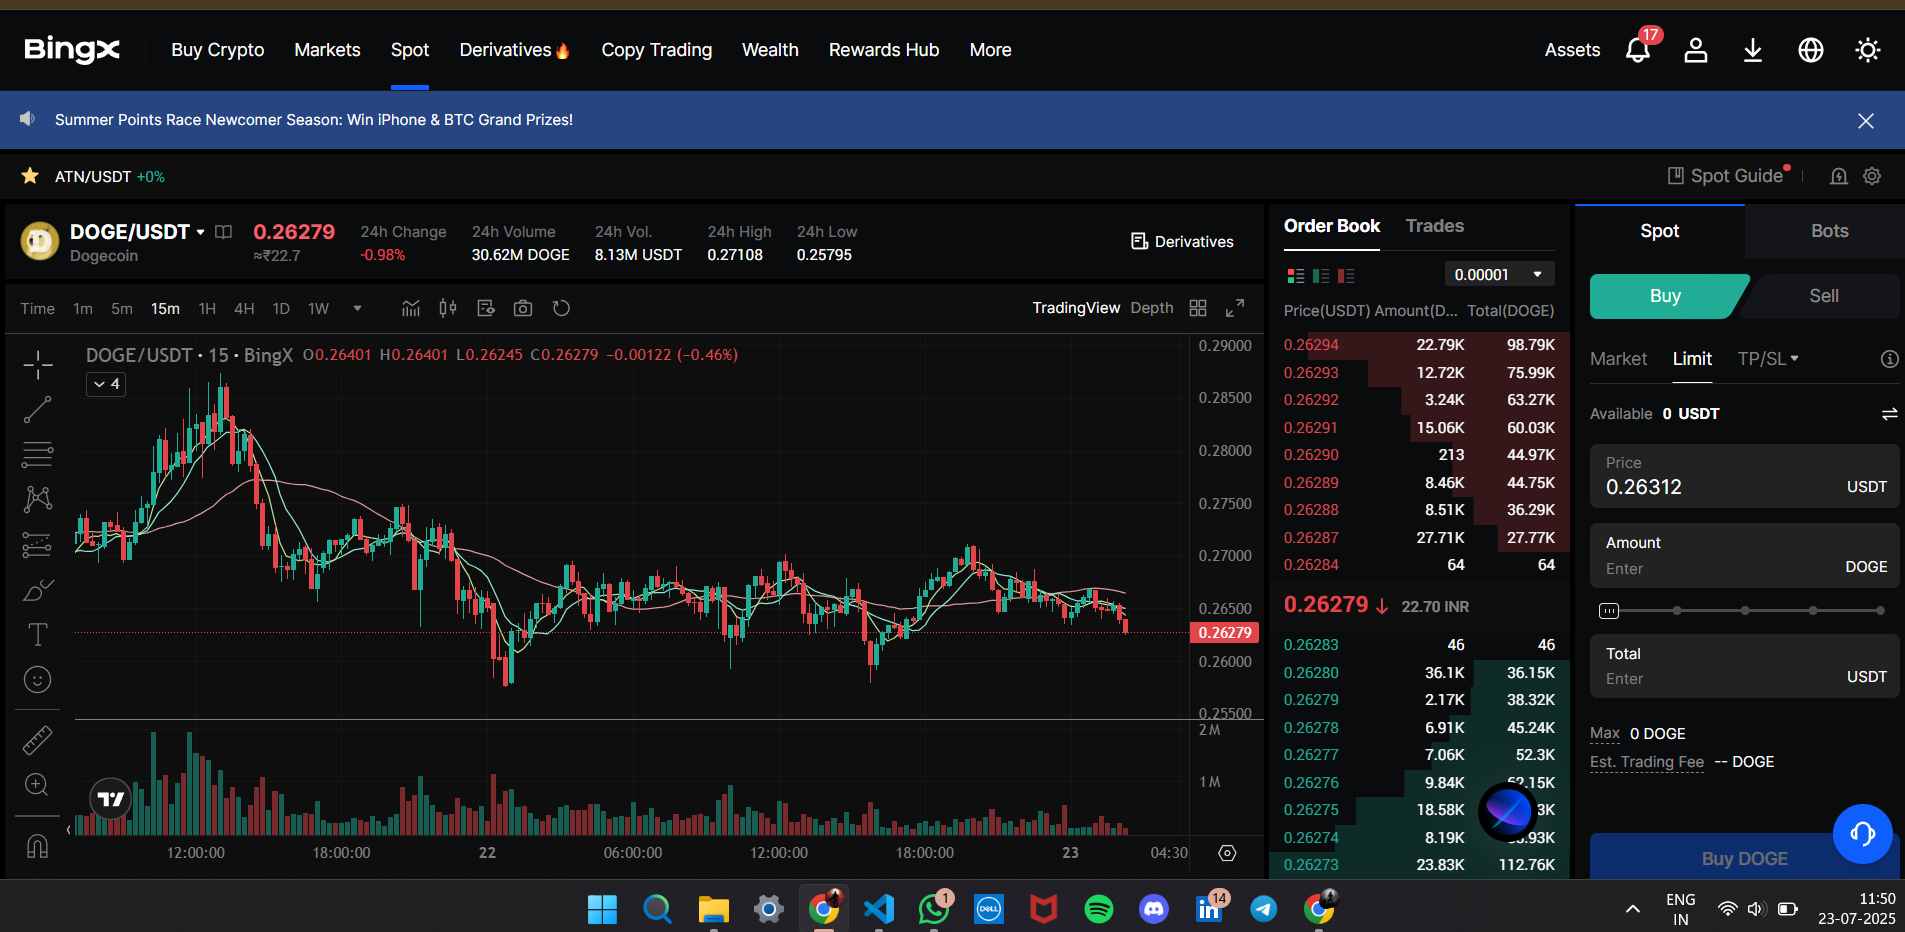 BingX Buy Crypto Markets Spot Derivatives Copy Trading Wealth Rewards Hub More Assets 17
Summer Points Race Newcomer Season: Win iPhone & BTC Grand Prizes!
ATN/USDT +0% Spot Guide
DOGE/USDT 0.26279 24h Change 24h Volume 24h Vol. 24h High 24h Low
Dogecoin ≈₹22.7 -0.98% 30.62M DOGE 8.13M USDT 0.27108 0.25795 Derivatives
Time 1m 5m 15m 1H 4H 1D 1W TradingView Depth
DOGE/USDT · 15 · BingX O0.26401 H0.26401 L0.26245 C0.26279 −0.00122 (−0.46%)
4
0.29000
0.28500
0.28000
0.27500
0.27000
0.26500
0.26279
0.26000
0.25500
2M
1M
12:00:00 18:00:00 22 06:00:00 12:00:00 18:00:00 23 04:30
Order Book Trades
0.00001
Price(USDT) Amount(D... Total(DOGE)
0.26294 22.79K 98.79K
0.26293 12.72K 75.99K
0.26292 3.24K 63.27K
0.26291 15.06K 60.03K
0.26290 213 44.97K
0.26289 8.46K 44.75K
0.26288 8.51K 36.29K
0.26287 27.71K 27.77K
0.26284 64 64
0.26279 ↓ 22.70 INR
0.26283 46 46
0.26280 36.1K 36.15K
0.26279 2.17K 38.32K
0.26278 6.91K 45.24K
0.26277 7.06K 52.3K
0.26276 9.84K 62.15K
0.26275 18.58K 3K
0.26274 8.19K .93K
0.26273 23.83K 112.76K
Spot Bots
Buy Sell
Market Limit TP/SL
Available 0 USDT
Price
0.26312 USDT
Amount
Enter DOGE
Total
Enter USDT
Max 0 DOGE
Est. Trading Fee -- DOGE
Buy DOGE
1 DELL in 14
ENG 11:50
IN 23-07-2025